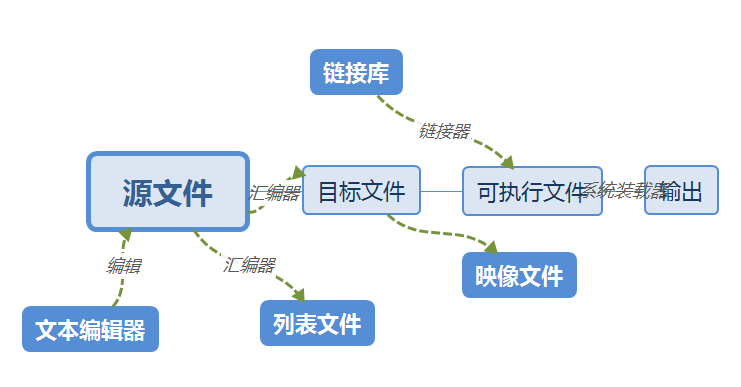 链接库
链接器
源文件
汇编器
目标文件
可执行文件
系统装载器
输出
编辑
汇编器
映像文件
文本编辑器
列表文件